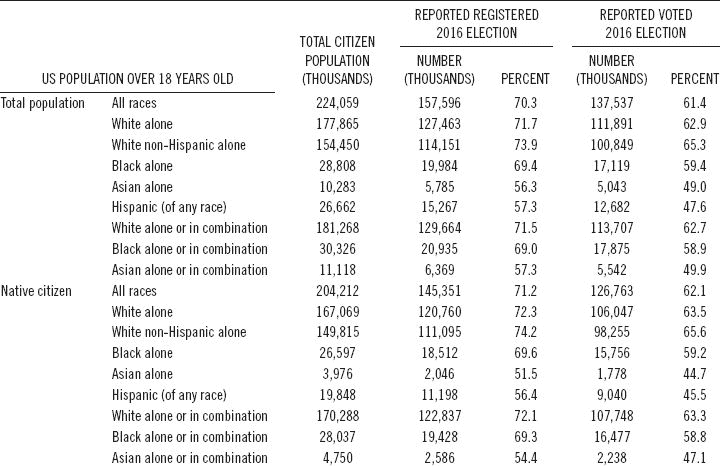 REPORTED REGISTERED REPORTED VOTED
TOTAL CITIZEN 2016 ELECTION 2016 ELECTION
POPULATION NUMBER NUMBER
US POPULATION OVER 18 YEARS OLD (THOUSANDS) (THOUSANDS) PERCENT (THOUSANDS) PERCENT
Total population All races 224,059 157,596 70.3 137,537 61.4
White alone 177,865 127,463 71.7 111,891 62.9
White non-Hispanic alone 154,450 114,151 73.9 100,849 65.3
Black alone 28,808 19,984 69.4 17,119 59.4
Asian alone 10,283 5,785 56.3 5,043 49.0
Hispanic (of any race) 26,662 15,267 57.3 12,682 47.6
White alone or in combination 181,268 129,664 71.5 113,707 62.7
Black alone or in combination 30,326 20,935 69.0 17,875 58.9
Asian alone or in combination 11,118 6,369 57.3 5,542 49.9
Native citizen All races 204,212 145,351 71.2 126,763 62.1
White alone 167,069 120,760 72.3 106,047 63.5
White non-Hispanic alone 149,815 111,095 74.2 98,255 65.6
Black alone 26,597 18,512 69.6 15,756 59.2
Asian alone 3,976 2,046 51.5 1,778 44.7
Hispanic (of any race) 19,848 11,198 56.4 9,040 45.5
White alone or in combination 170,288 122,837 72.1 107,748 63.3
Black alone or in combination 28,037 19,428 69.3 16,477 58.8
Asian alone or in combination 4,750 2,586 54.4 2,238 47.1